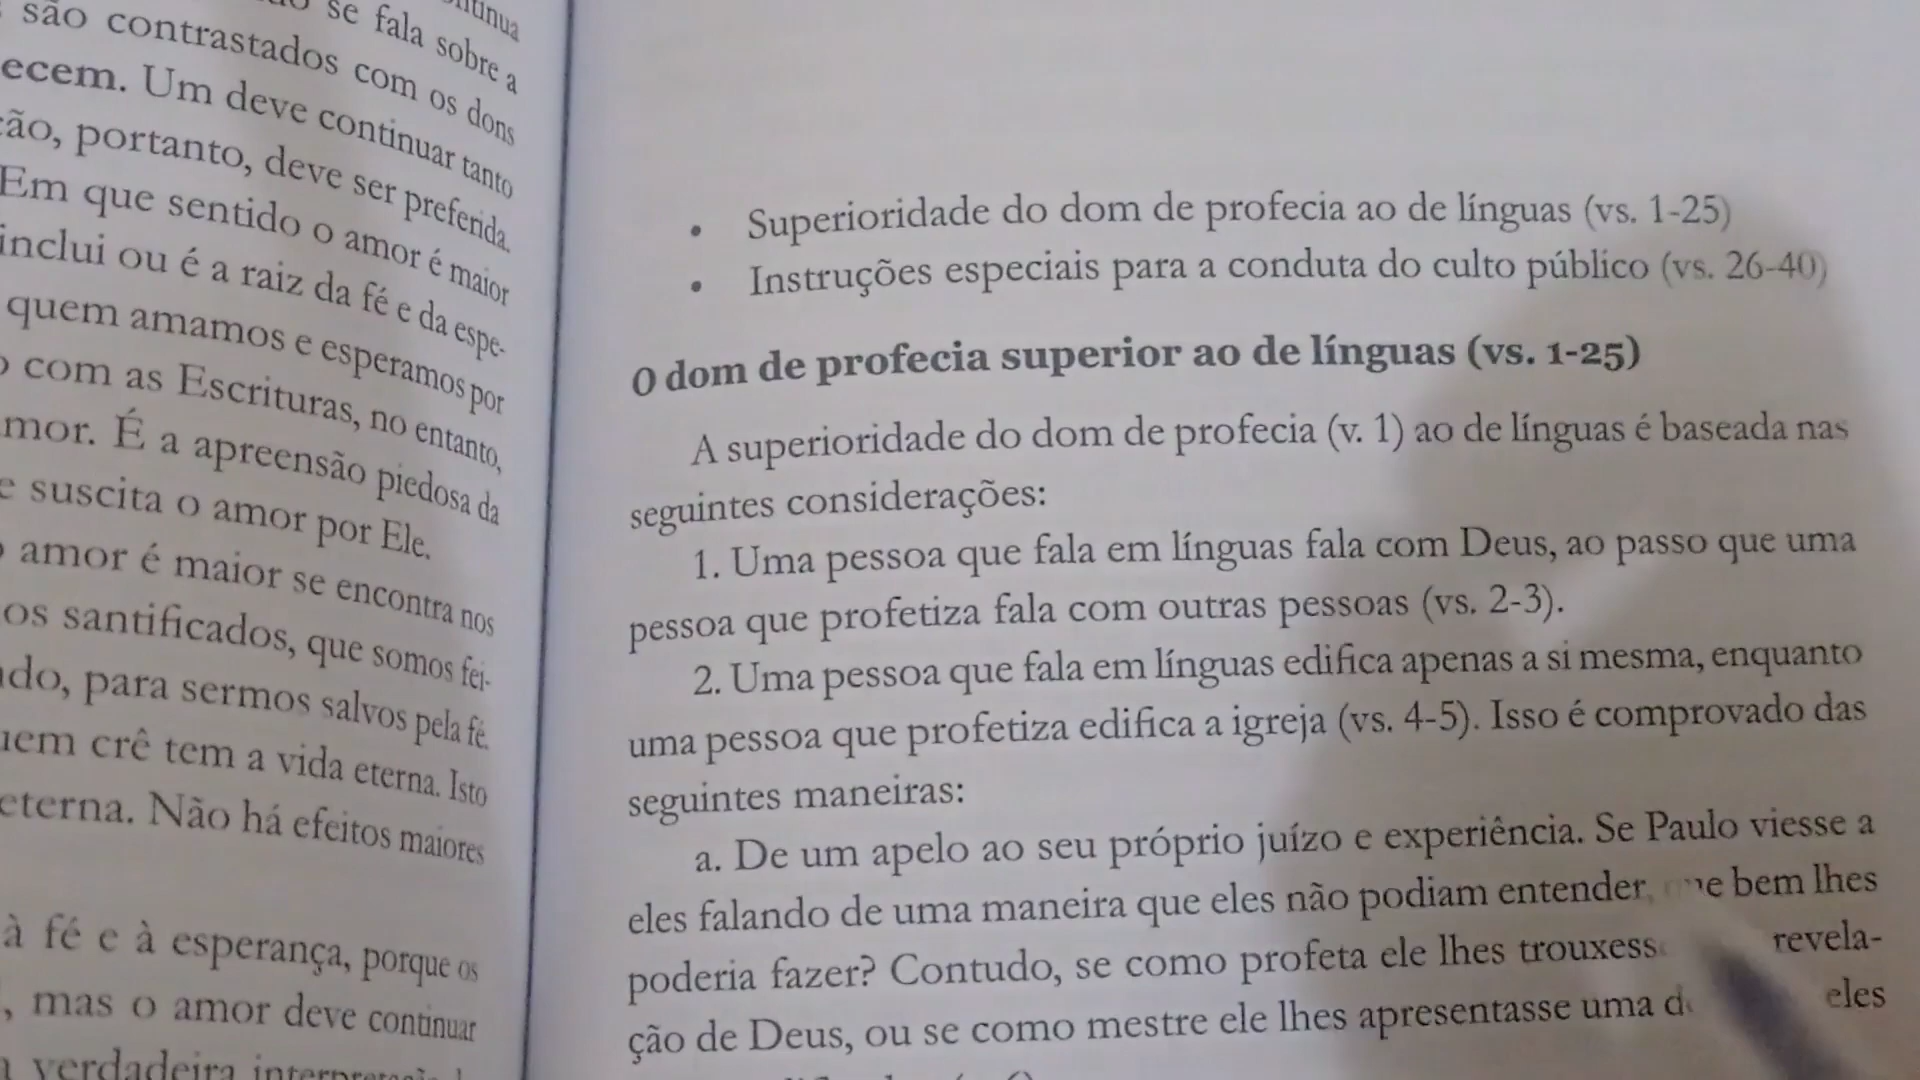 se fala sobre a
são contrastados com os dons
ecem. Um deve continuar tanto
ção, portanto, deve ser preferida.
Em que sentido o amor é maior
inclui ou é a raiz da fé e da espe-
quem amamos e esperamos por
o com as Escrituras, no entanto,
mor. É a apreensão piedosa da
e suscita o amor por Ele.
o amor é maior se encontra nos
os santificados, que somos fei-
do, para sermos salvos pela fé.
uem crê tem a vida eterna. Isto
eterna. Não há efeitos maiores
à fé e à esperança, porque os
, mas o amor deve continuar
a verdadeira
• Superioridade do dom de profecia ao de línguas (vs. 1-25)
• Instruções especiais para a conduta do culto público (vs. 26-40)
O dom de profecia superior ao de línguas (vs. 1-25)
A superioridade do dom de profecia (v. 1) ao de línguas é baseada nas
seguintes considerações:
1. Uma pessoa que fala em línguas fala com Deus, ao passo que uma
pessoa que profetiza fala com outras pessoas (vs. 2-3).
2. Uma pessoa que fala em línguas edifica apenas a si mesma, enquanto
uma pessoa que profetiza edifica a igreja (vs. 4-5). Isso é comprovado das
seguintes maneiras:
a. De um apelo ao seu próprio juízo e experiência. Se Paulo viesse a
eles falando de uma maneira que eles não podiam entender, bem lhes
poderia fazer? Contudo, se como profeta ele lhes revela-
ção de Deus, ou se como mestre ele lhes apresentasse uma eles